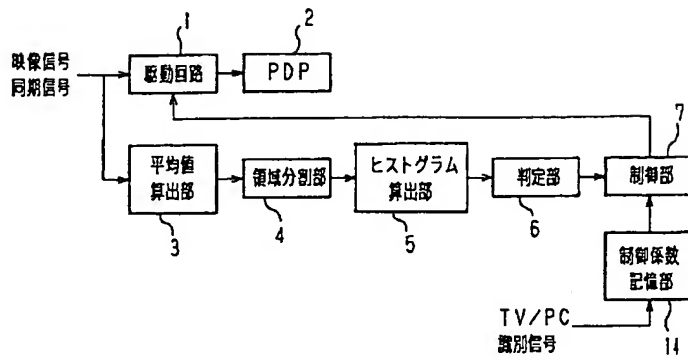 1
2
映像信号
同期信号
駆動回路
PDP
7
平均値
算出部
領域分割部
ヒストグラム
算出部
判定部
制御部
3
4
5
6
制御係数
記憶部
TV/PC
識別信号
14